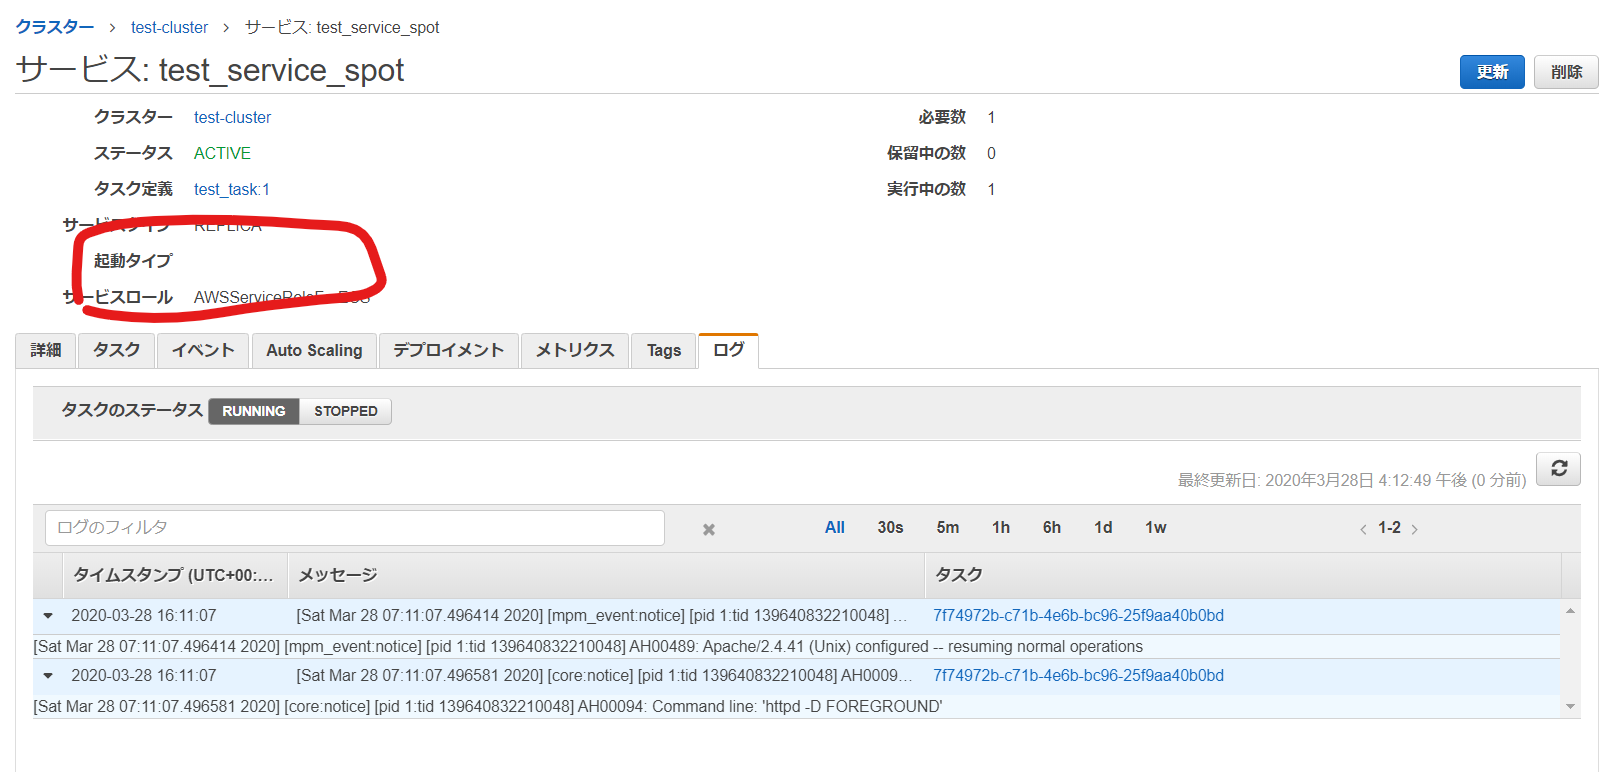 クラスター > test-cluster > サービス: test_service_spot
サービス: test_service_spot
更新 削除
クラスター test-cluster 必要数 1
ステータス ACTIVE 保留中の数 0
タスク定義 test_task:1 実行中の数 1
サービスタイプ REPLICA
起動タイプ
サービスロール AWSServiceRoleForECS
詳細 タスク イベント Auto Scaling デプロイメント メトリクス Tags ログ
タスクのステータス RUNNING STOPPED
最終更新日: 2020年3月28日 4:12:49 午後 (0 分前)
ログのフィルタ All 30s 5m 1h 6h 1d 1w < 1-2 >
タイムスタンプ (UTC+00:... メッセージ タスク
2020-03-28 16:11:07 [Sat Mar 28 07:11:07.496414 2020] [mpm_event:notice] [pid 1:tid 139640832210048] ... 7f74972b-c71b-4e6b-bc96-25f9aa40b0bd
[Sat Mar 28 07:11:07.496414 2020] [mpm_event:notice] [pid 1:tid 139640832210048] AH00489: Apache/2.4.41 (Unix) configured -- resuming normal operations
2020-03-28 16:11:07 [Sat Mar 28 07:11:07.496581 2020] [core:notice] [pid 1:tid 139640832210048] AH0009... 7f74972b-c71b-4e6b-bc96-25f9aa40b0bd
[Sat Mar 28 07:11:07.496581 2020] [core:notice] [pid 1:tid 139640832210048] AH00094: Command line: 'httpd -D FOREGROUND'